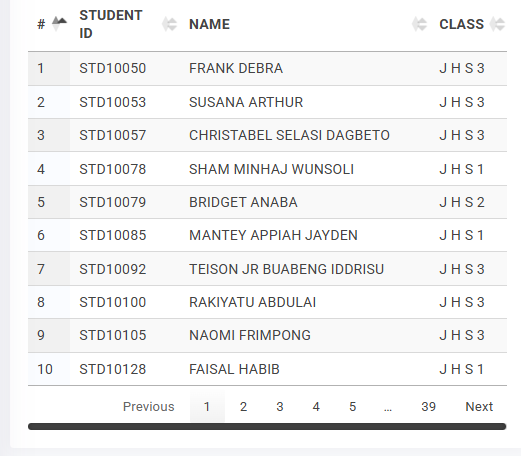 # STUDENT ID NAME CLASS
1 STD10050 FRANK DEBRA J H S 3
2 STD10053 SUSANA ARTHUR J H S 3
3 STD10057 CHRISTABEL SELASI DAGBETO J H S 3
4 STD10078 SHAM MINHAJ WUNSOLI J H S 1
5 STD10079 BRIDGET ANABA J H S 2
6 STD10085 MANTEY APPIAH JAYDEN J H S 1
7 STD10092 TEISON JR BUABENG IDDRISU J H S 3
8 STD10100 RAKIYATU ABDULAI J H S 3
9 STD10105 NAOMI FRIMPONG J H S 3
10 STD10128 FAISAL HABIB J H S 1
Previous 1 2 3 4 5 … 39 Next